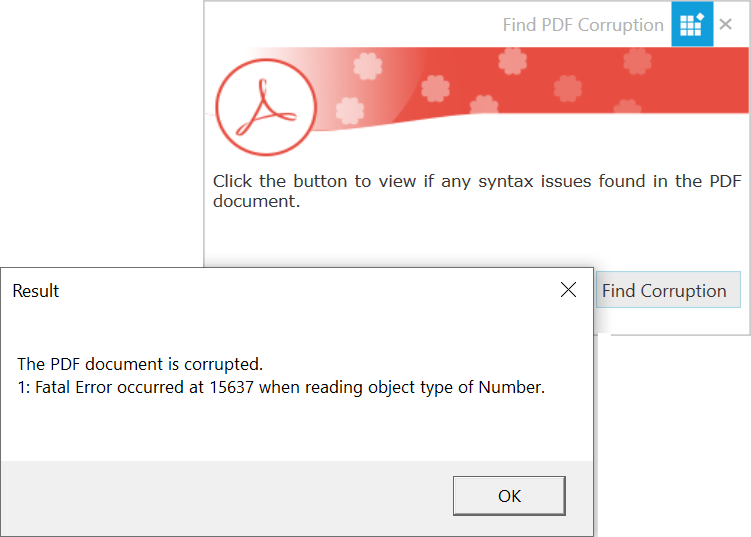 Find PDF Corruption
Click the button to view if any syntax issues found in the PDF
document.
Find Corruption
Result
The PDF document is corrupted.
1: Fatal Error occurred at 15637 when reading object type of Number.
OK